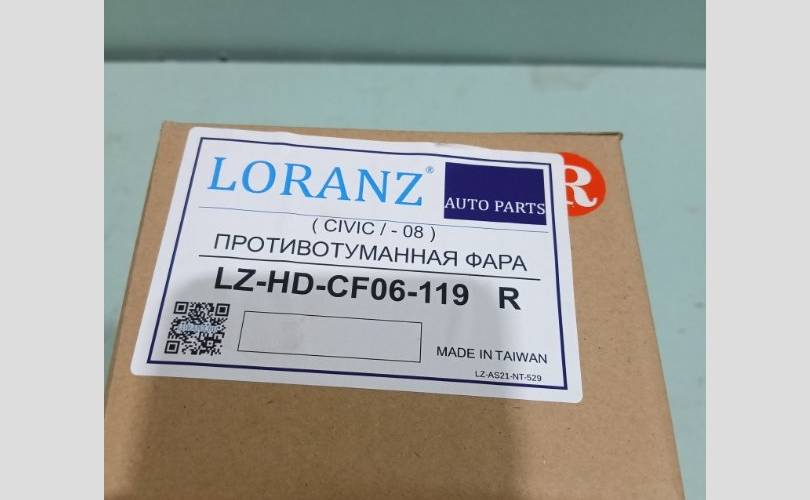 LORANZ®
AUTO PARTS
R
( CIVIC / - 08 )
ПРОТИВОТУМАННАЯ ФАРА
LZ-HD-CF06-119 R
MADE IN TAIWAN
LZ-AS21-NT-529